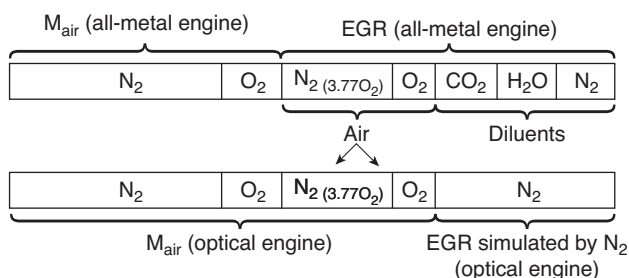 M_air (all-metal engine) EGR (all-metal engine)
N₂ O₂ N₂ (3.77O₂) O₂ CO₂ H₂O N₂
Air Diluents
N₂ O₂ N₂ (3.77O₂) O₂ N₂
M_air (optical engine) EGR simulated by N₂
(optical engine)